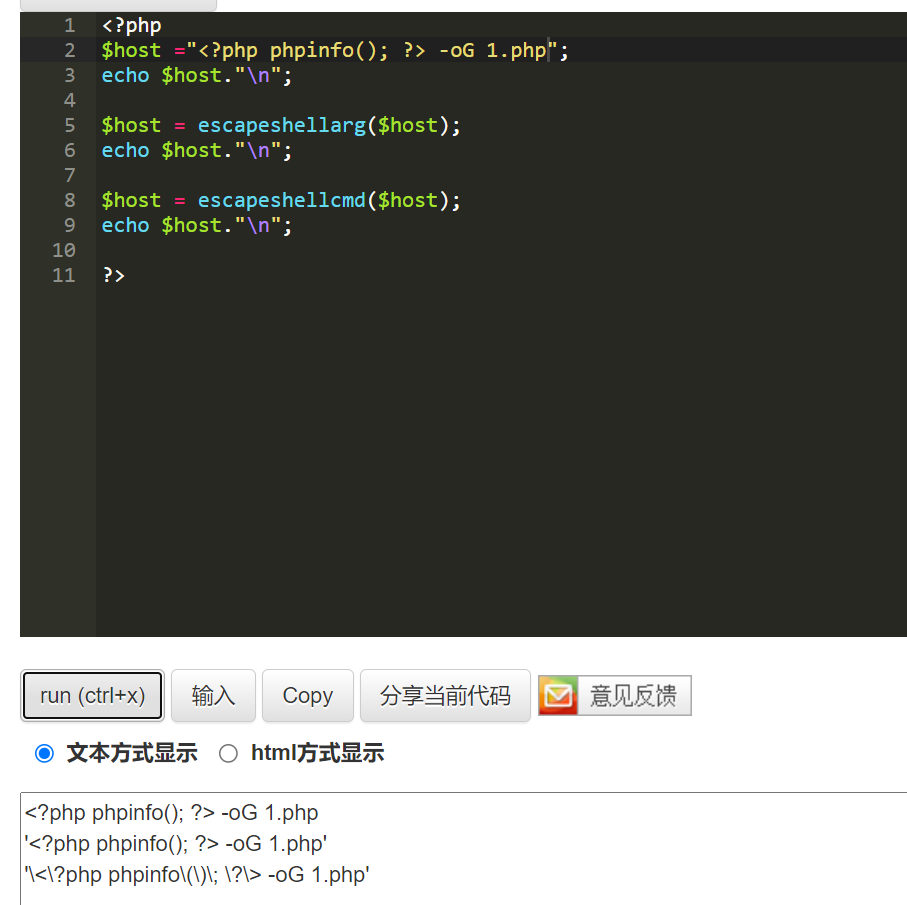 1 <?php
2 $host ="<?php phpinfo(); ?> -oG 1.php";
3 echo $host."\n";
4
5 $host = escapeshellarg($host);
6 echo $host."\n";
7
8 $host = escapeshellcmd($host);
9 echo $host."\n";
10
11 ?>
run (ctrl+x) 输入 Copy 分享当前代码 意见反馈
文本方式显示 html方式显示
<?php phpinfo(); ?> -oG 1.php
'<?php phpinfo(); ?> -oG 1.php'
'\<\?php phpinfo\(\)\; \?\> -oG 1.php'